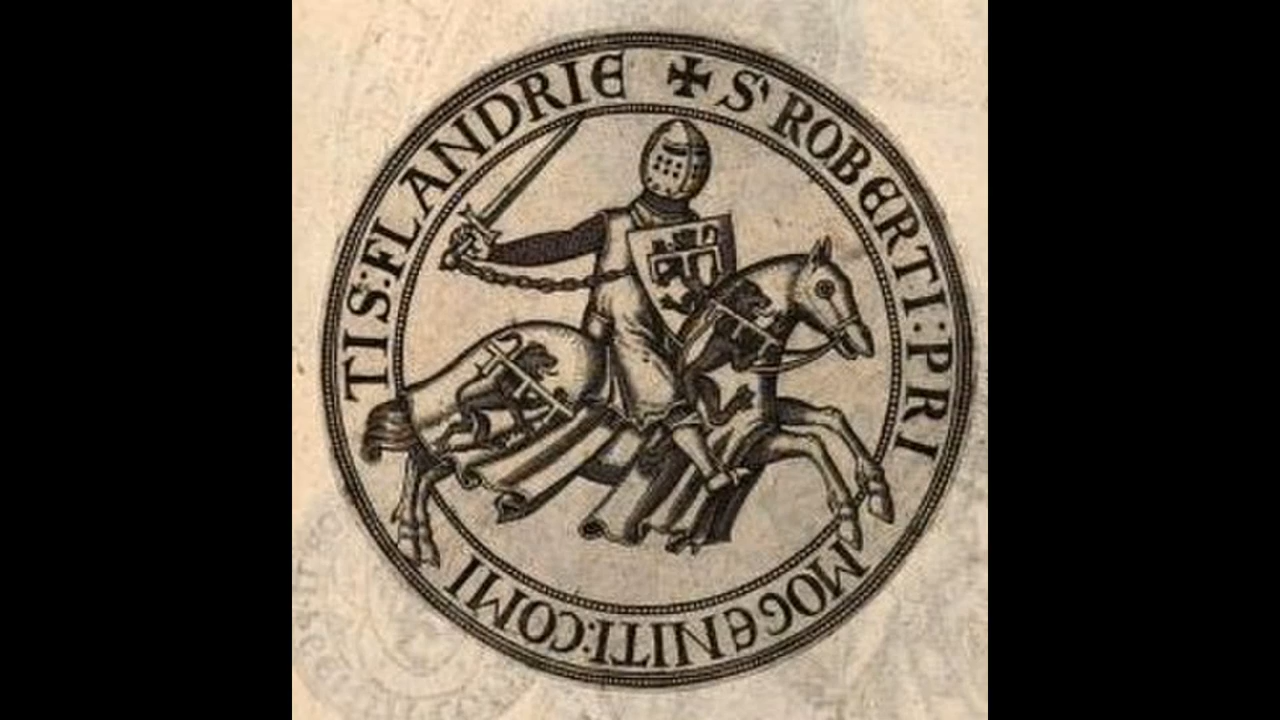 ✠ S' ROBERTI : PRIMOGENITI : COMITIS : FLANDRIE